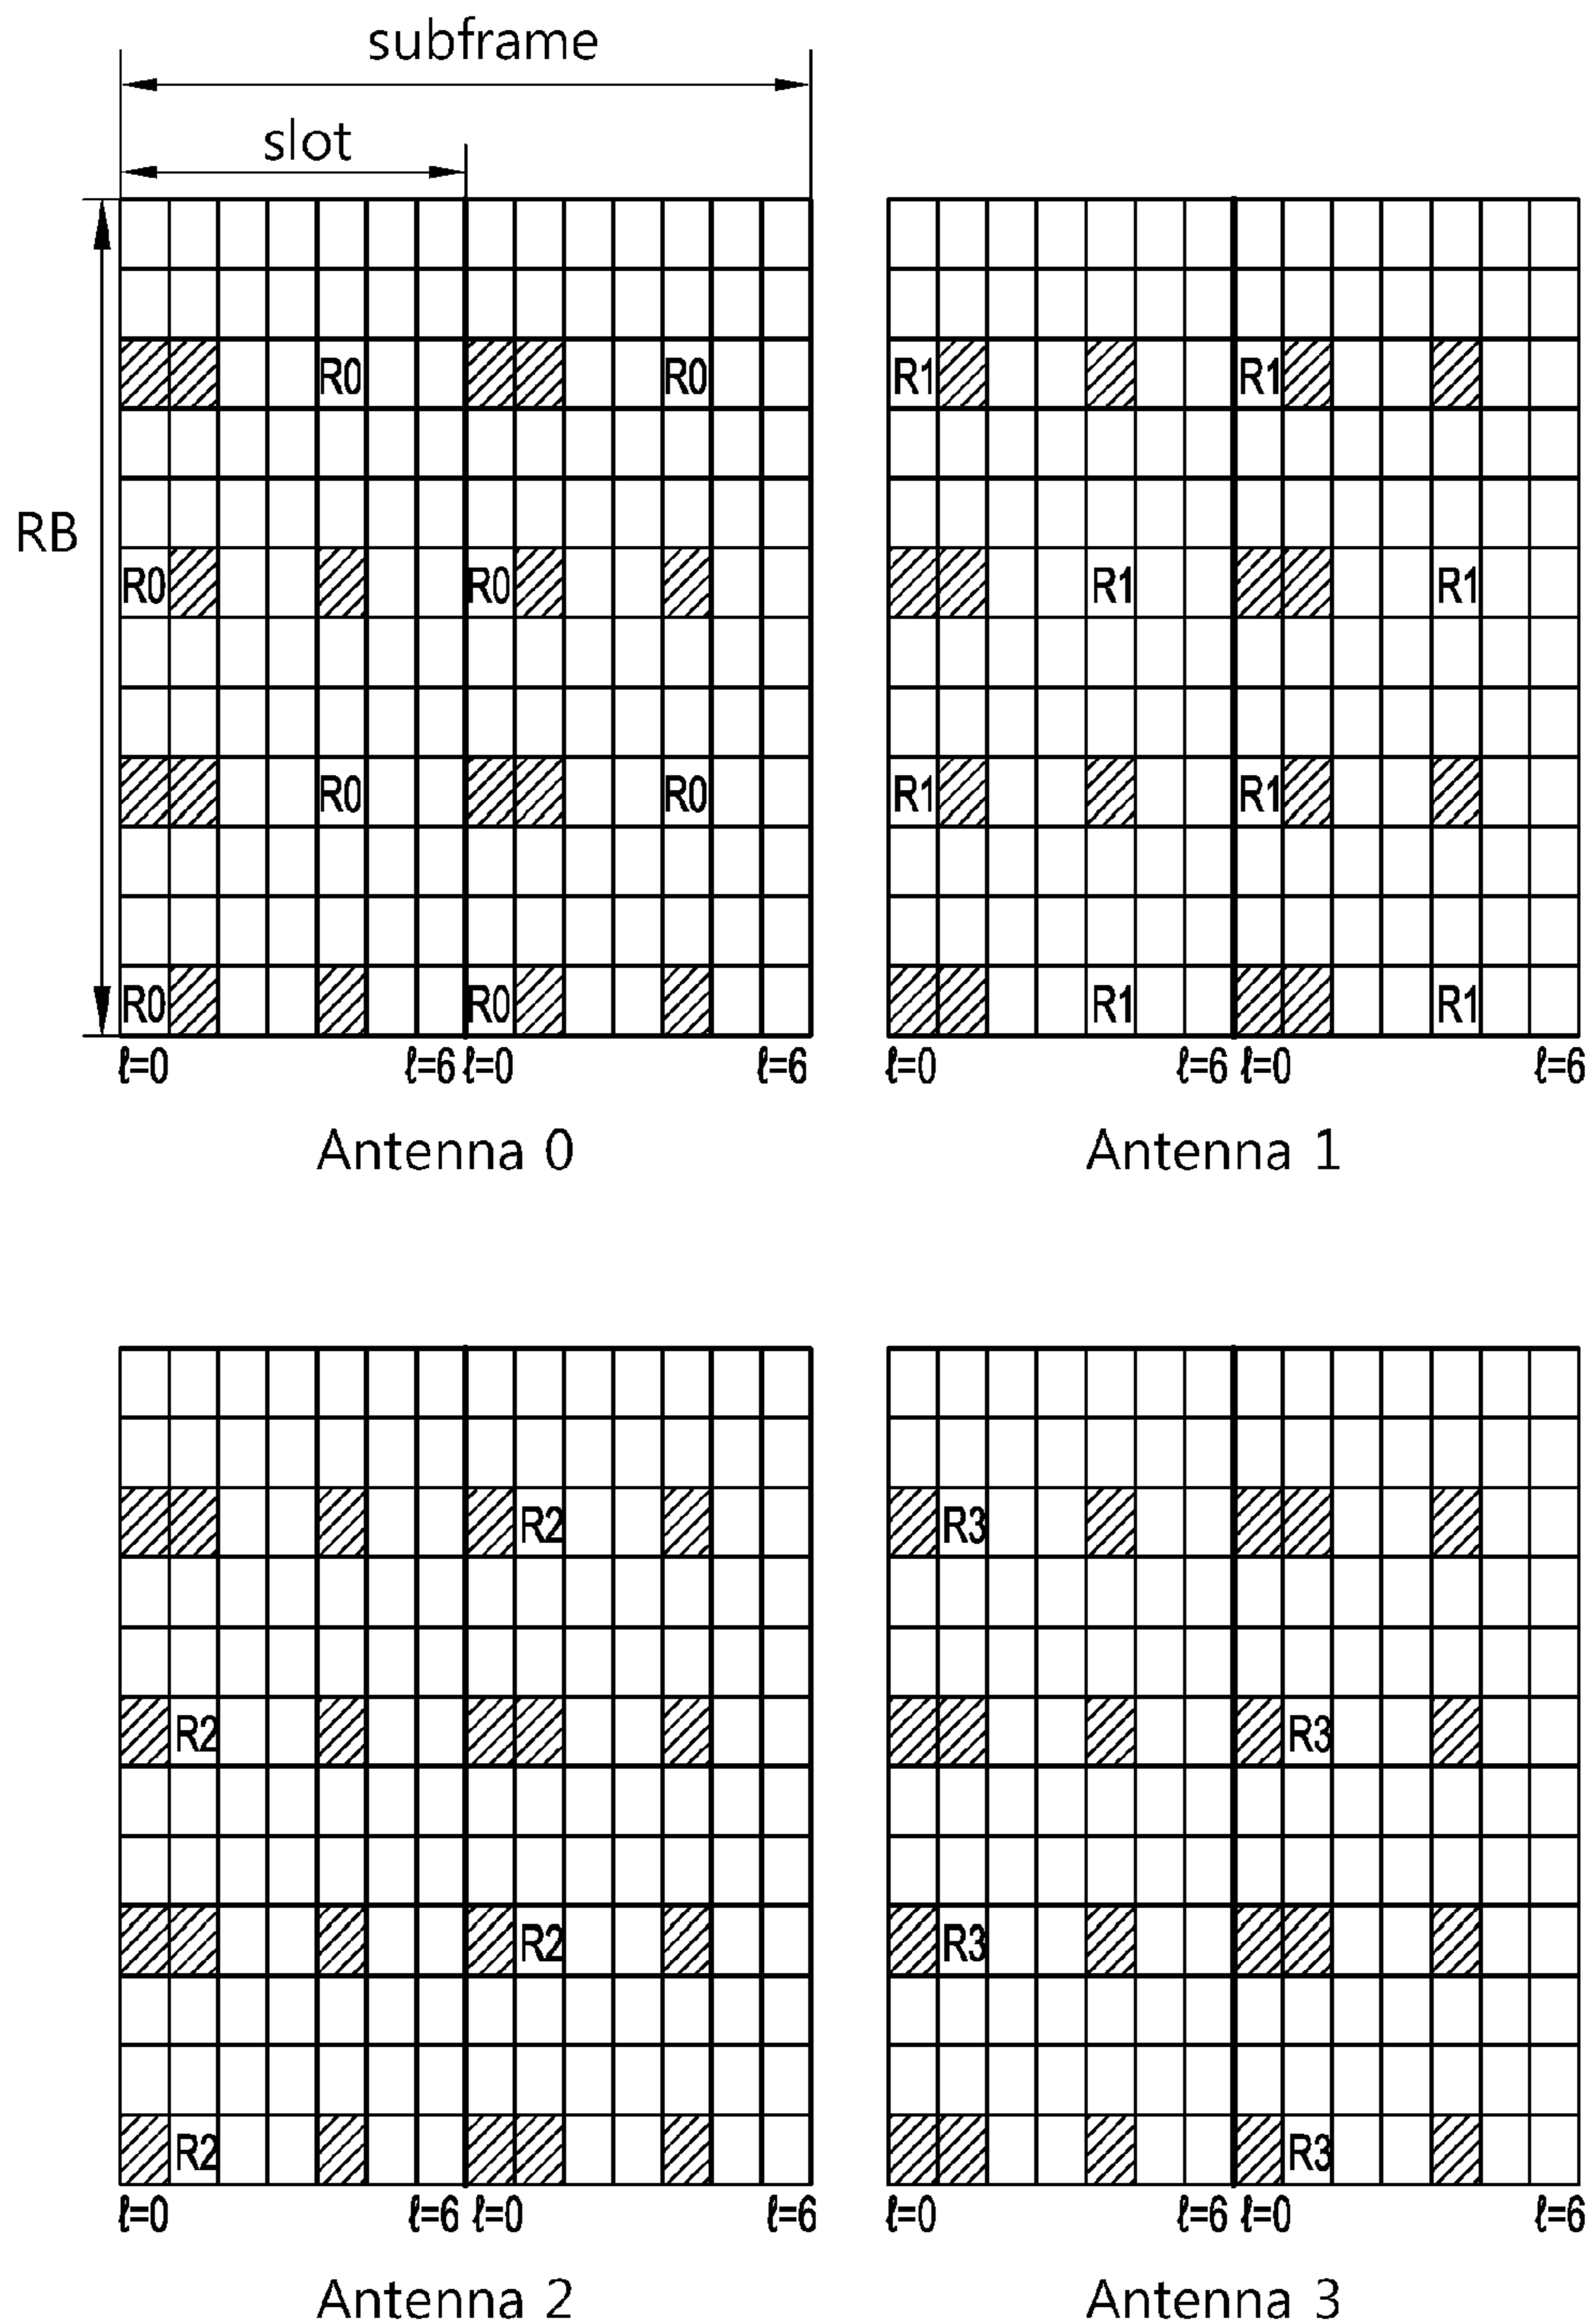 subframe
slot
R0 R0
R1 R1
RB
R0 R0
R1 R1
R0 R0
R1 R1
R0 R0
R1 R1
ℓ=0 ℓ=6 ℓ=0 ℓ=6
ℓ=0 ℓ=6 ℓ=0 ℓ=6
Antenna 0
Antenna 1
R2
R3
R2
R3
R2
R3
R2
R3
ℓ=0 ℓ=6 ℓ=0 ℓ=6
ℓ=0 ℓ=6 ℓ=0 ℓ=6
Antenna 2
Antenna 3